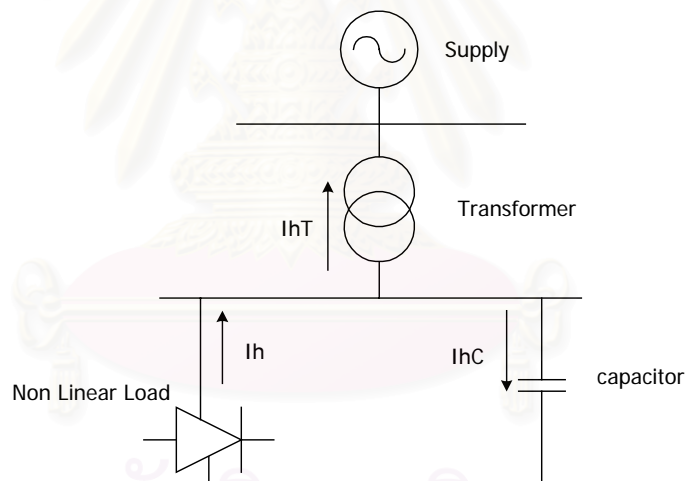 Supply
Transformer
IhT
Ih
IhC
capacitor
Non Linear Load